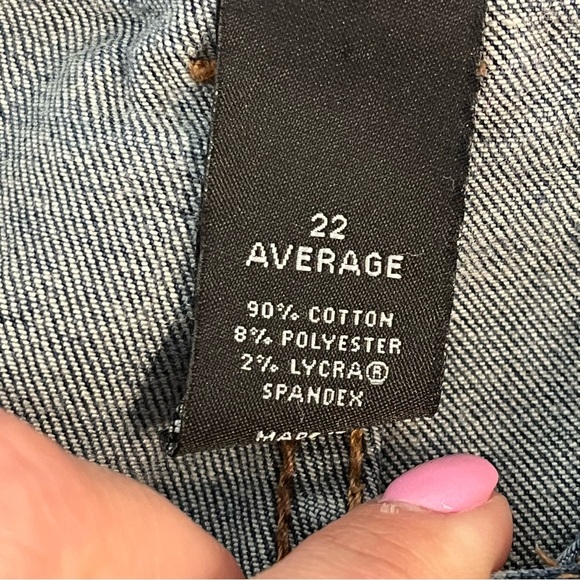 22
AVERAGE
90% COTTON
8% POLYESTER
2% LYCRA®
SPANDEX